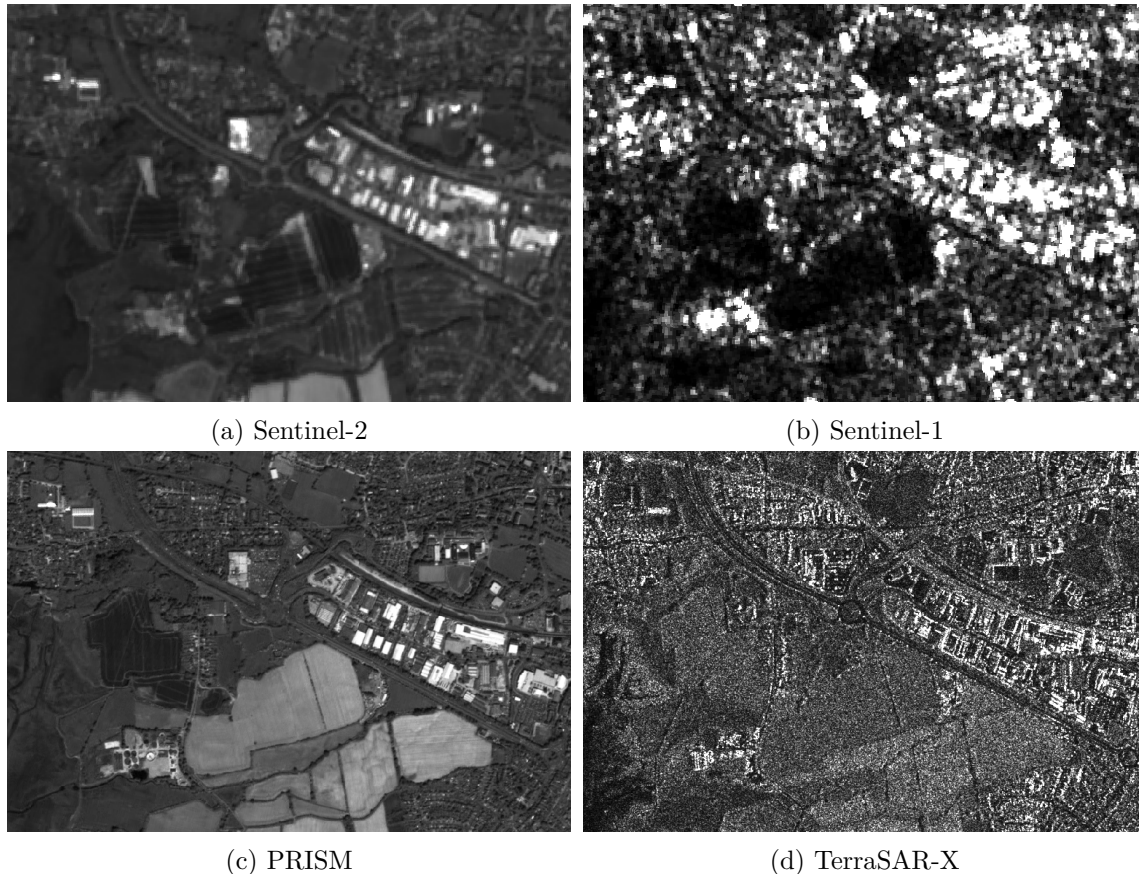 (a) Sentinel-2
(b) Sentinel-1
(c) PRISM
(d) TerraSAR-X